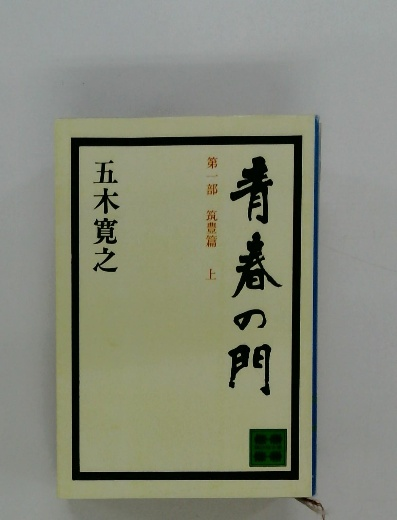 青春の門
第一部 筑豊篇 上
五木寛之